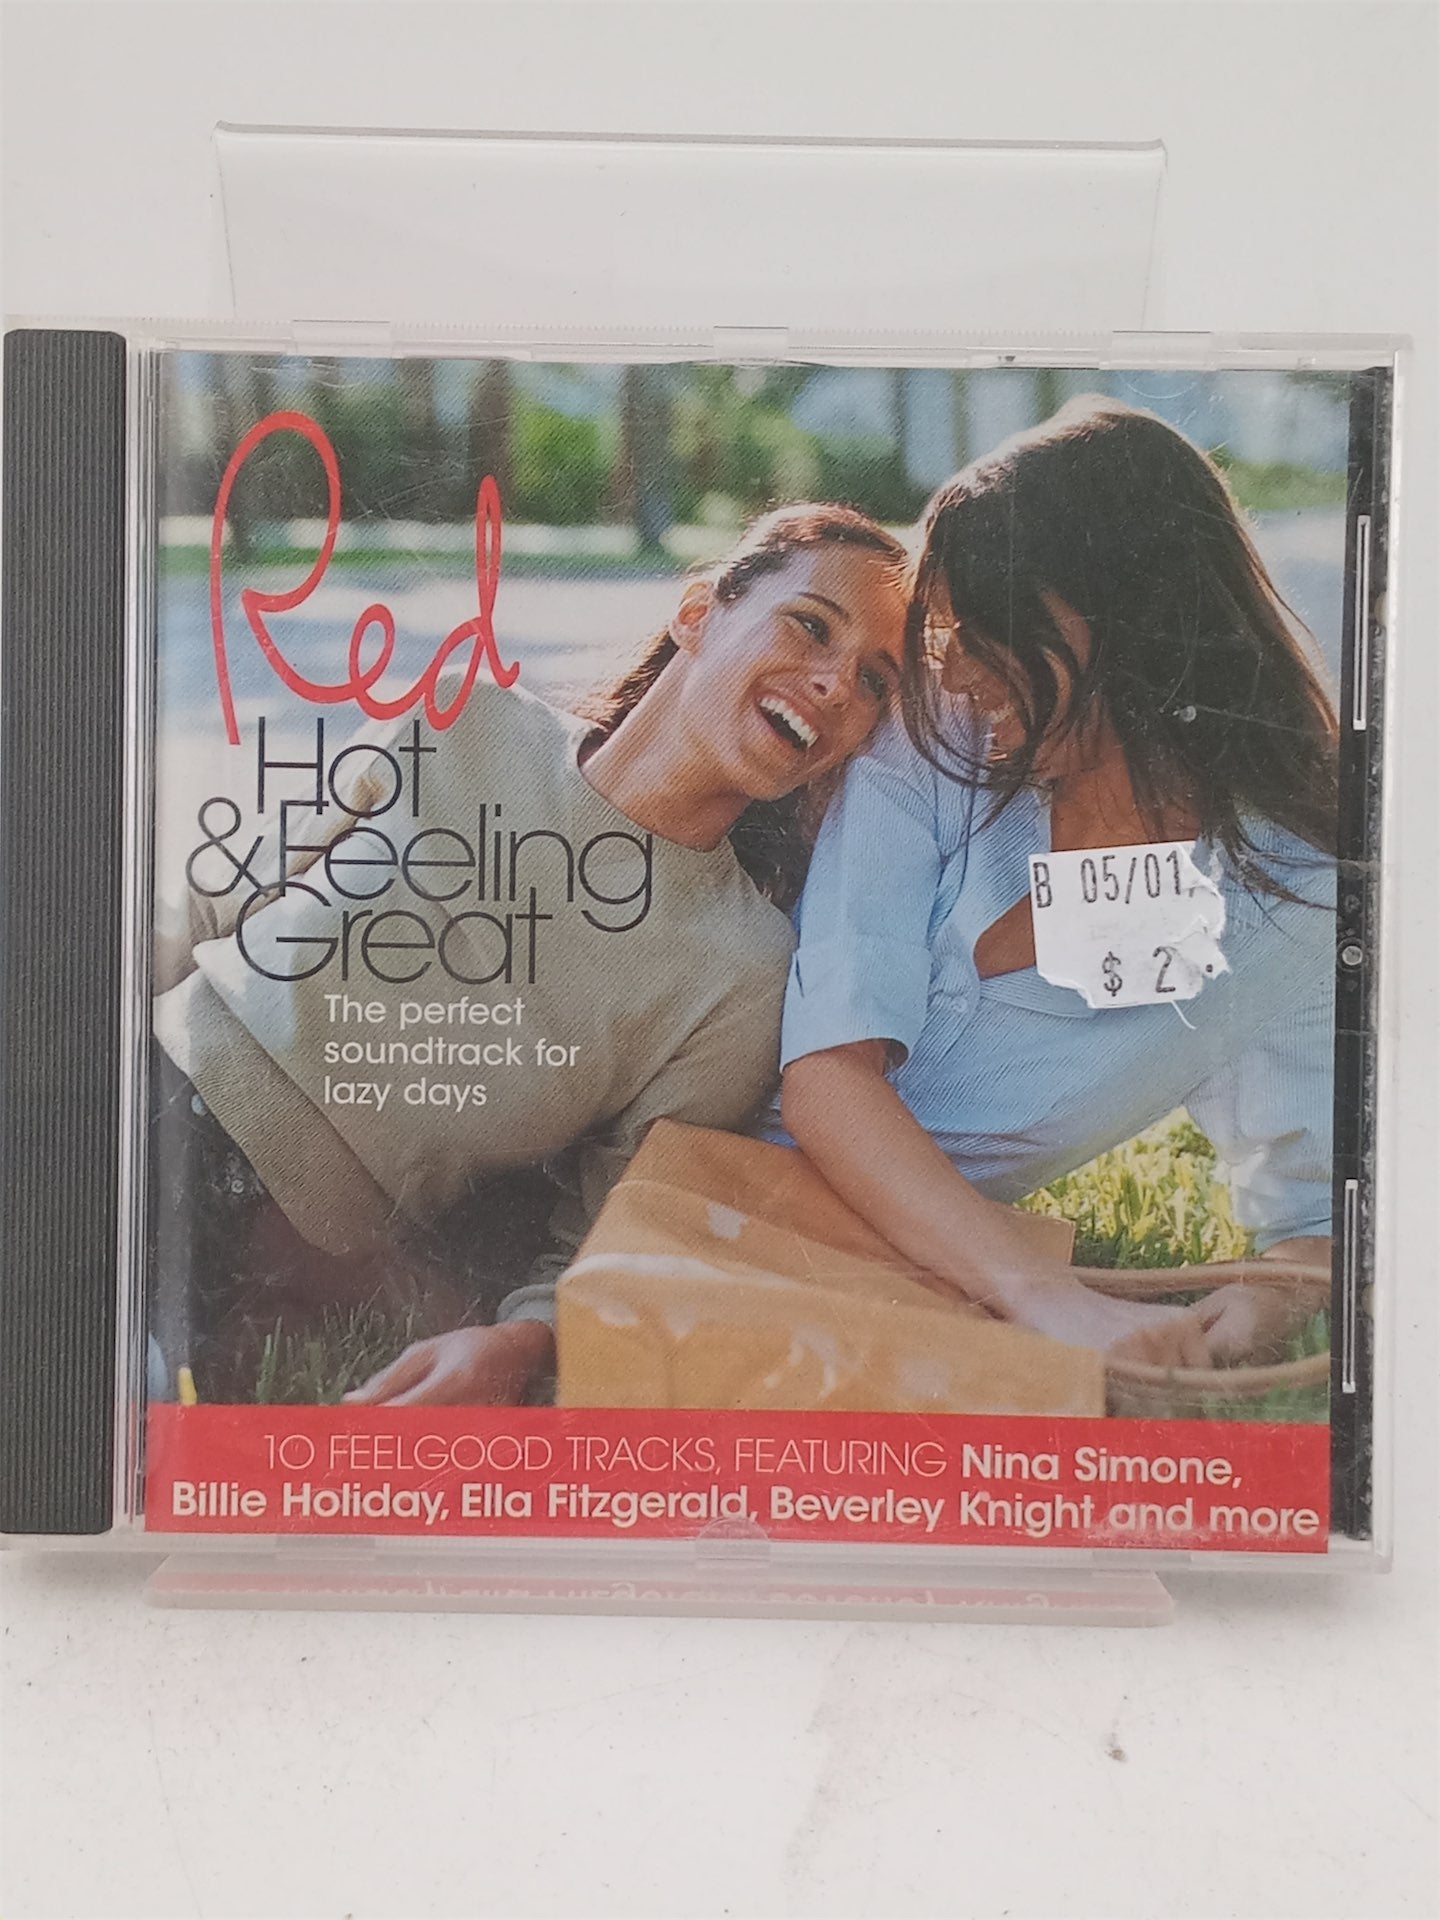 Red
Hot
&Feeling
Great
The perfect
soundtrack for
lazy days
B 05/01
$ 2.
10 FEELGOOD TRACKS, FEATURING Nina Simone,
Billie Holiday, Ella Fitzgerald, Beverley Knight and more